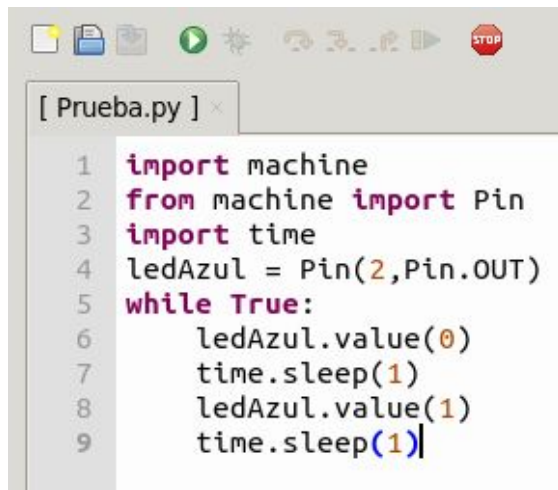 STOP
[ Prueba.py ] ×
1 import machine
2 from machine import Pin
3 import time
4 ledAzul = Pin(2,Pin.OUT)
5 while True:
6     ledAzul.value(0)
7     time.sleep(1)
8     ledAzul.value(1)
9     time.sleep(1)